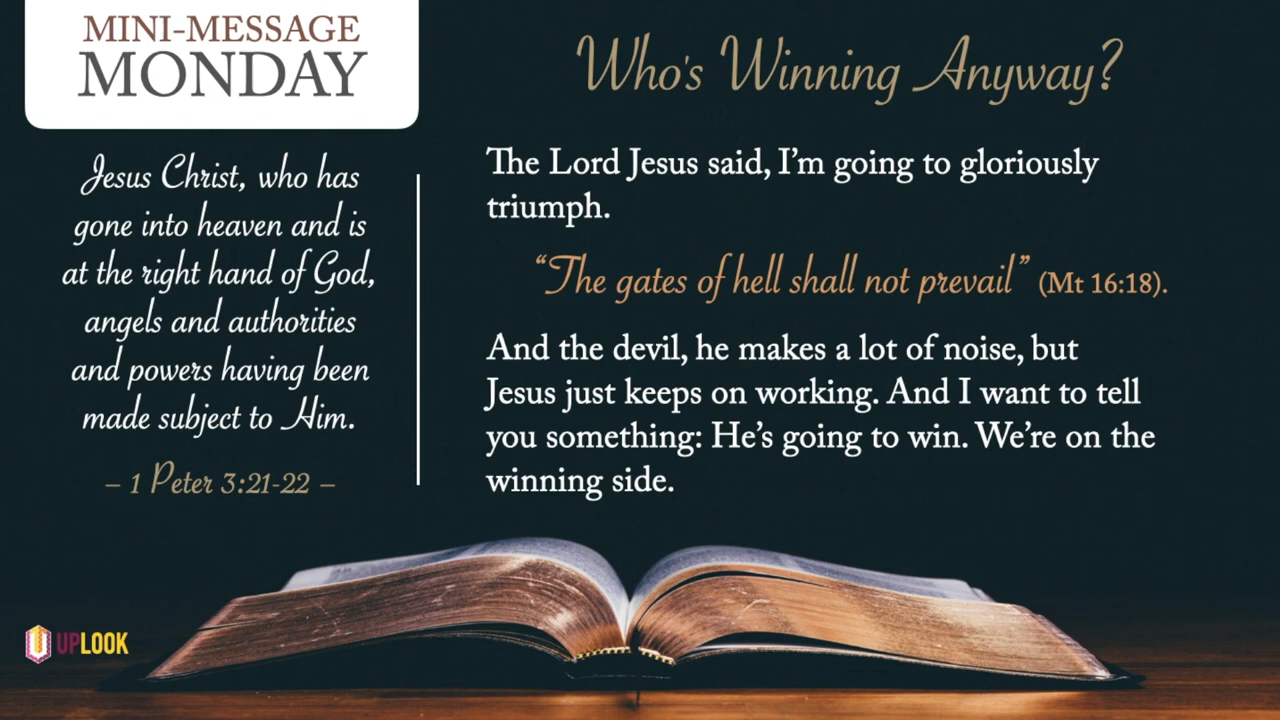 MINI-MESSAGE
MONDAY
Jesus Christ, who has
gone into heaven and is
at the right hand of God,
angels and authorities
and powers having been
made subject to Him.
– 1 Peter 3:21-22 –
Who's Winning Anyway?
The Lord Jesus said, I’m going to gloriously
triumph.
“The gates of hell shall not prevail” (Mt 16:18).
And the devil, he makes a lot of noise, but
Jesus just keeps on working. And I want to tell
you something: He’s going to win. We’re on the
winning side.
UPLOOK